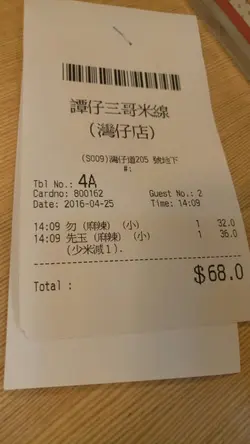 譚仔三哥米線
(灣仔店)
(S009)灣仔道205 號地下
#:
Tbl No.: 4A
Cardno: 800162 Guest No.: 2
Date: 2016-04-25 Time: 14:09
14:09 勿 (麻辣) (小) 1 32.0
14:09 先玉 (麻辣) (小) 1 36.0
(少米減1).
Total : $68.0